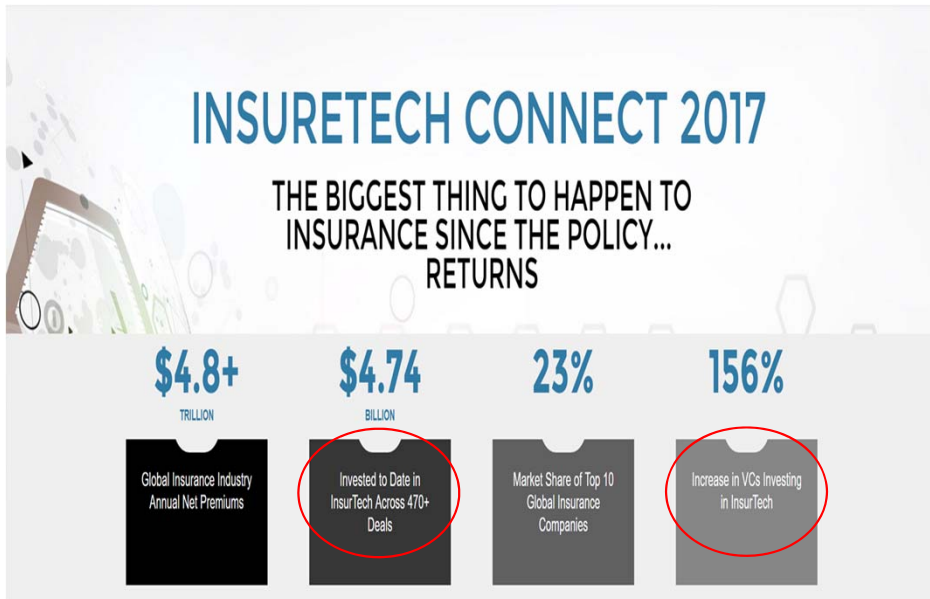 INSURETECH CONNECT 2017
THE BIGGEST THING TO HAPPEN TO
INSURANCE SINCE THE POLICY...
RETURNS
$4.8+
TRILLION
Global Insurance Industry
Annual Net Premiums
$4.74
BILLION
Invested to Date in
InsurTech Across 470+
Deals
23%
Market Share of Top 10
Global Insurance
Companies
156%
Increase in VCs Investing
in InsurTech